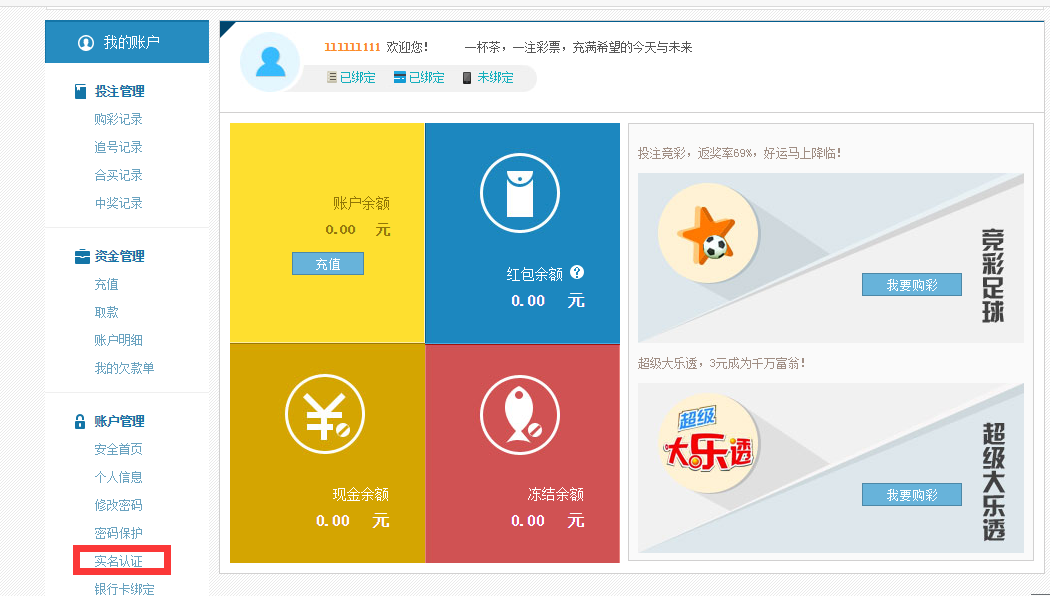 我的账户
投注管理
购彩记录
追号记录
合买记录
中奖记录
资金管理
充值
取款
账户明细
我的欠款单
账户管理
安全首页
个人信息
修改密码
密码保护
实名认证
银行卡绑定
111111111 欢迎您! 一杯茶，一注彩票，充满希望的今天与未来
已绑定 已绑定 未绑定
账户余额
0.00 元
充值
红包余额 ?
0.00 元
现金余额
0.00 元
冻结余额
0.00 元
投注竞彩，返奖率69%，好运马上降临！
竞彩足球
我要购彩
超级大乐透，3元成为千万富翁！
超级
大乐透
超级大乐透
我要购彩